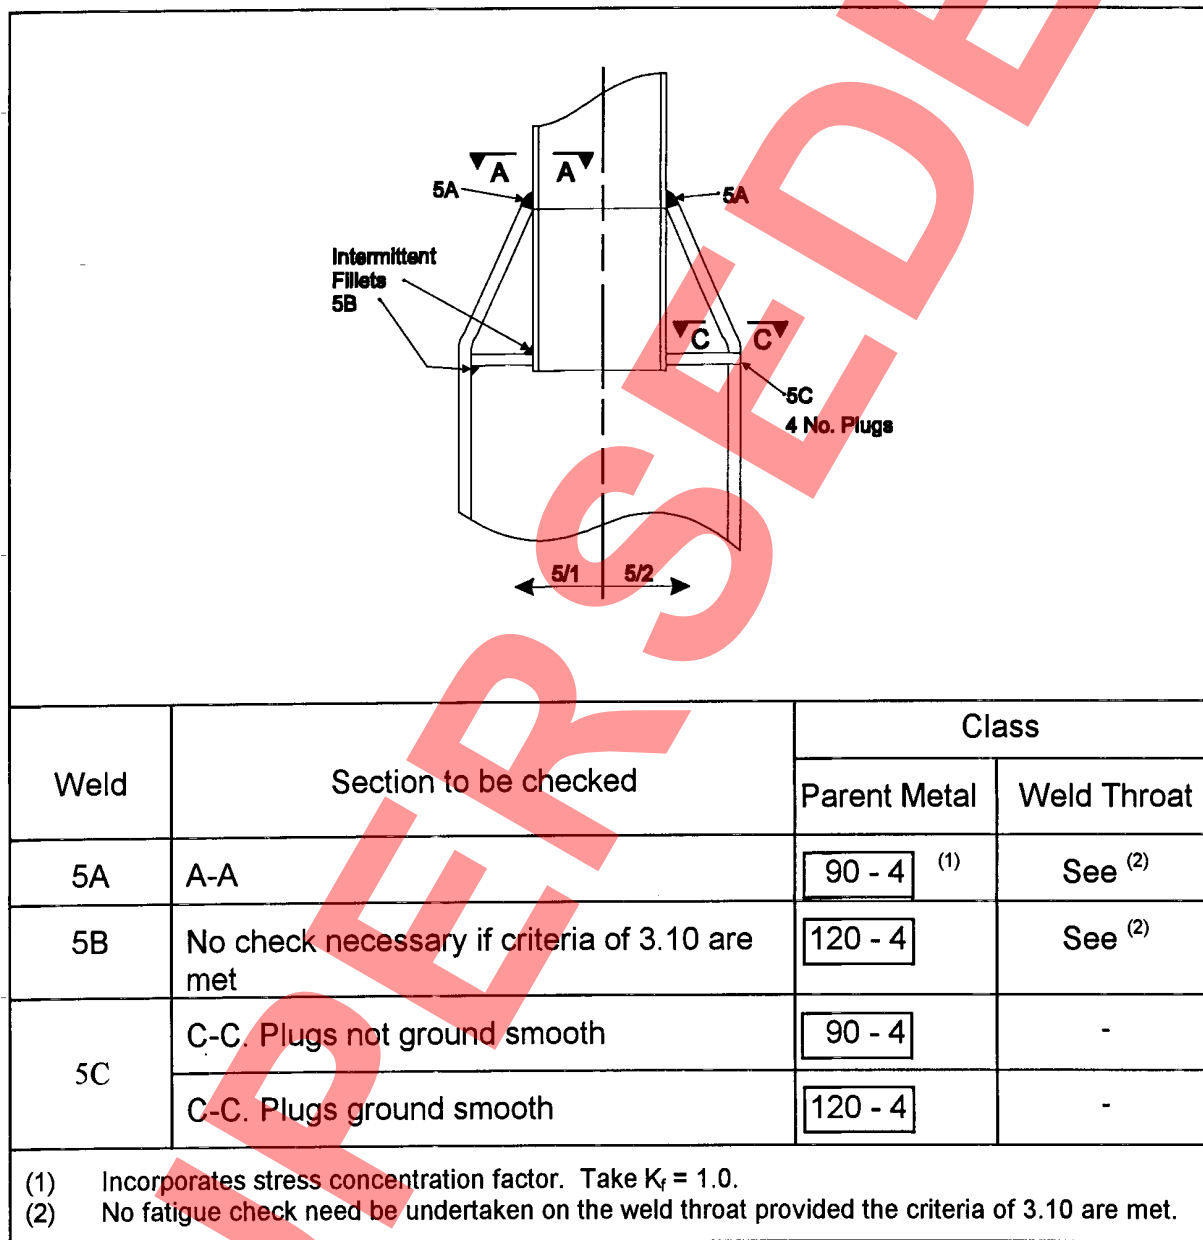 A A
5A 5A
Intermittent
Fillets
5B
C C
5C
4 No. Plugs
5/1 5/2
Weld Section to be checked Class
Parent Metal Weld Throat
5A A-A 90 - 4 (1) See (2)
5B No check necessary if criteria of 3.10 are 120 - 4 See (2)
met
5C C-C. Plugs not ground smooth 90 - 4 -
C-C. Plugs ground smooth 120 - 4 -
(1) Incorporates stress concentration factor. Take Kf = 1.0.
(2) No fatigue check need be undertaken on the weld throat provided the criteria of 3.10 are met.
UPERSEDE